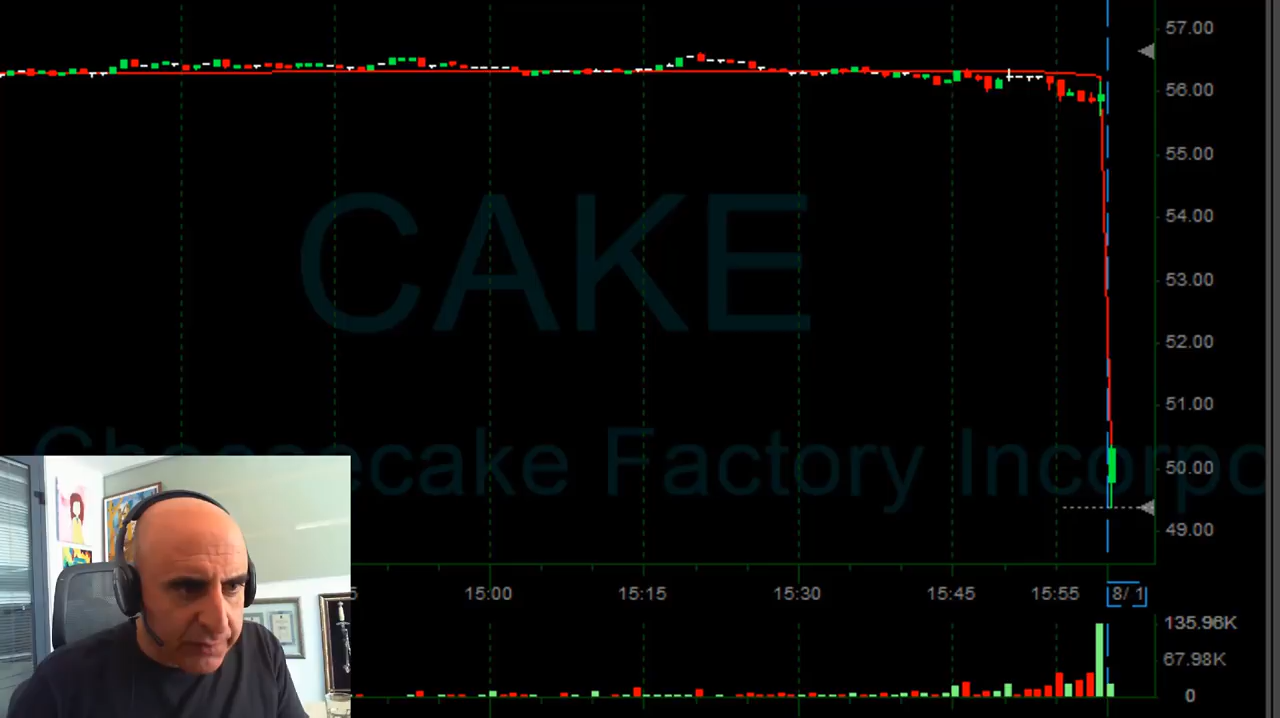 57.00
56.00
55.00
54.00
CAKE
53.00
52.00
51.00
Cheesecake Factory Incorpo
50.00
49.00
5 15:00 15:15 15:30 15:45 15:55 8/ 1
135.96K
67.98K
0